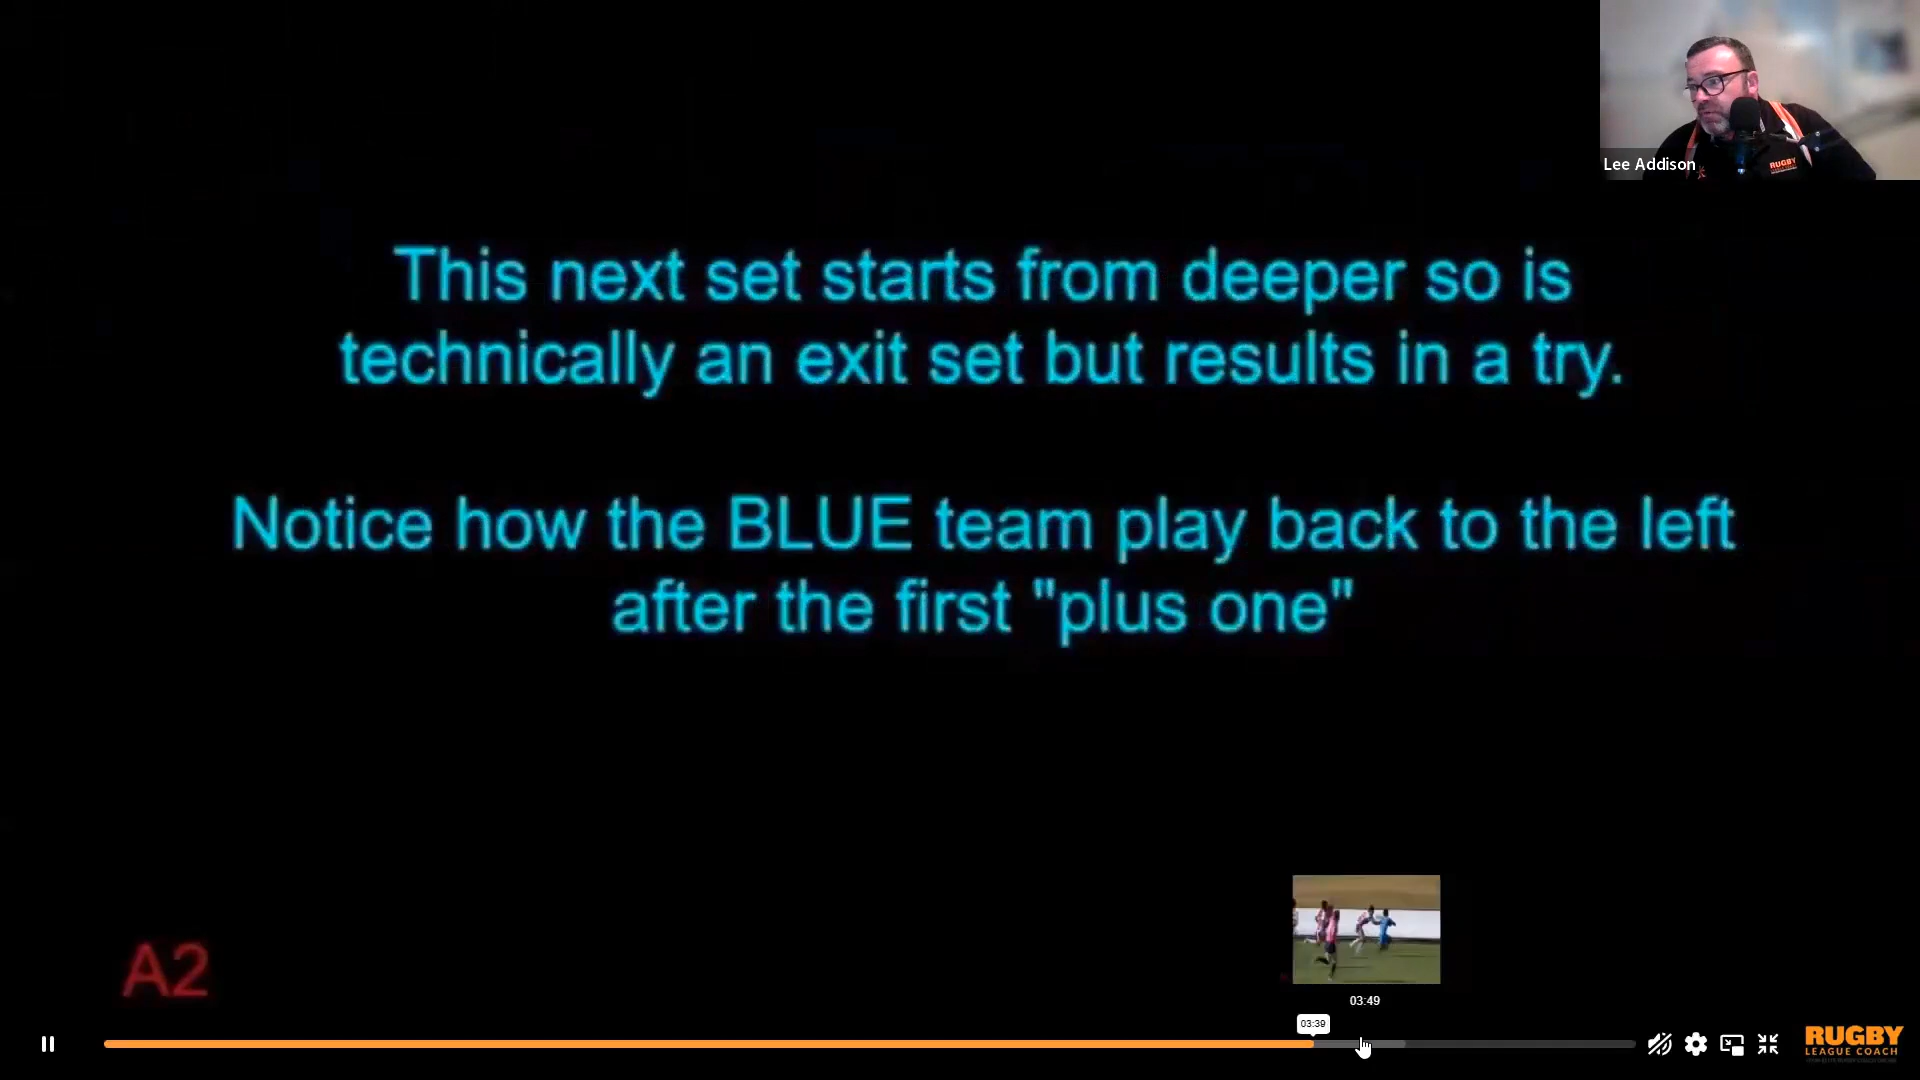 Lee Addison
RUGBY
This next set starts from deeper so is
technically an exit set but results in a try.
Notice how the BLUE team play back to the left
after the first "plus one"
A2
03:49
03:39
RUGBY
LEAGUE COACH